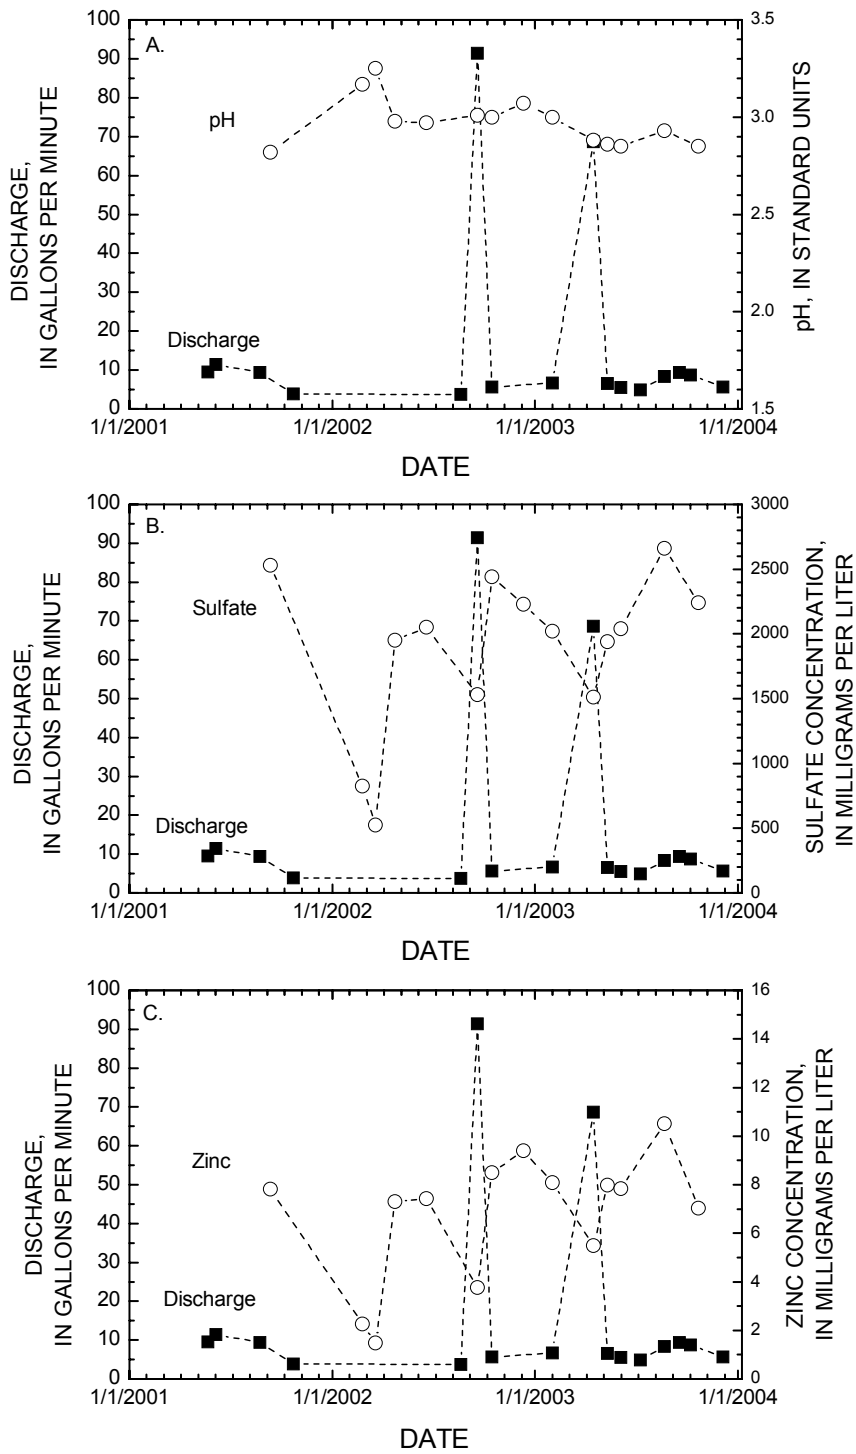 A.
100
90
80
70
60
50
40
30
20
10
0
3.5
3.0
2.5
2.0
1.5
DISCHARGE,
IN GALLONS PER MINUTE
pH, IN STANDARD UNITS
pH
Discharge
1/1/2001
1/1/2002
1/1/2003
1/1/2004
DATE
B.
100
90
80
70
60
50
40
30
20
10
0
3000
2500
2000
1500
1000
500
0
DISCHARGE,
IN GALLONS PER MINUTE
SULFATE CONCENTRATION,
IN MILLIGRAMS PER LITER
Sulfate
Discharge
1/1/2001
1/1/2002
1/1/2003
1/1/2004
DATE
C.
100
90
80
70
60
50
40
30
20
10
0
16
14
12
10
8
6
4
2
0
DISCHARGE,
IN GALLONS PER MINUTE
ZINC CONCENTRATION,
IN MILLIGRAMS PER LITER
Zinc
Discharge
1/1/2001
1/1/2002
1/1/2003
1/1/2004
DATE